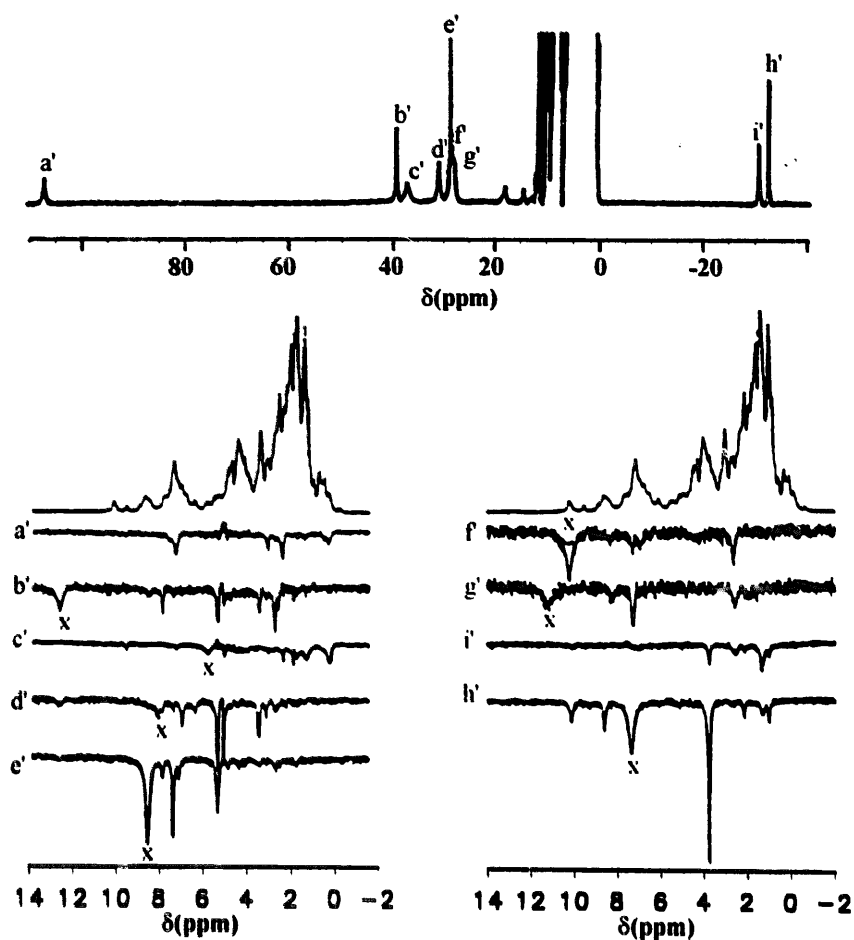 e'
h'
b'
f'
i'
a'
c'
d'
g'
80 60 40 20 0 -20
δ(ppm)
a'
b'
x
c'
x
d'
x
e'
x
14 12 10 8 6 4 2 0 -2
δ(ppm)
x
f'
g'
x
i'
h'
x
14 12 10 8 6 4 2 0 -2
δ(ppm)